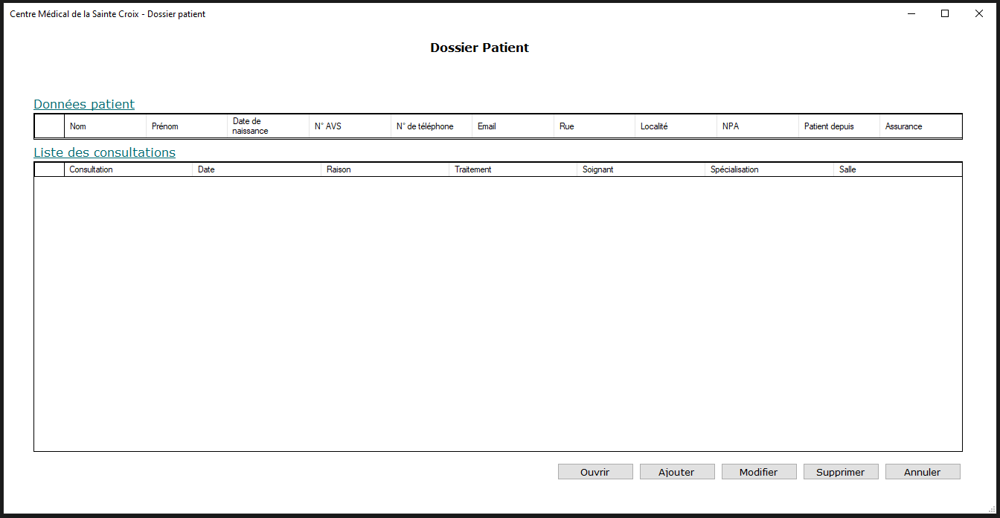 Centre Médical de la Sainte Croix - Dossier patient
Dossier Patient
Données patient
Nom Prénom Date de naissance N° AVS N° de téléphone Email Rue Localité NPA Patient depuis Assurance
Liste des consultations
Consultation Date Raison Traitement Soignant Spécialisation Salle
Ouvrir Ajouter Modifier Supprimer Annuler